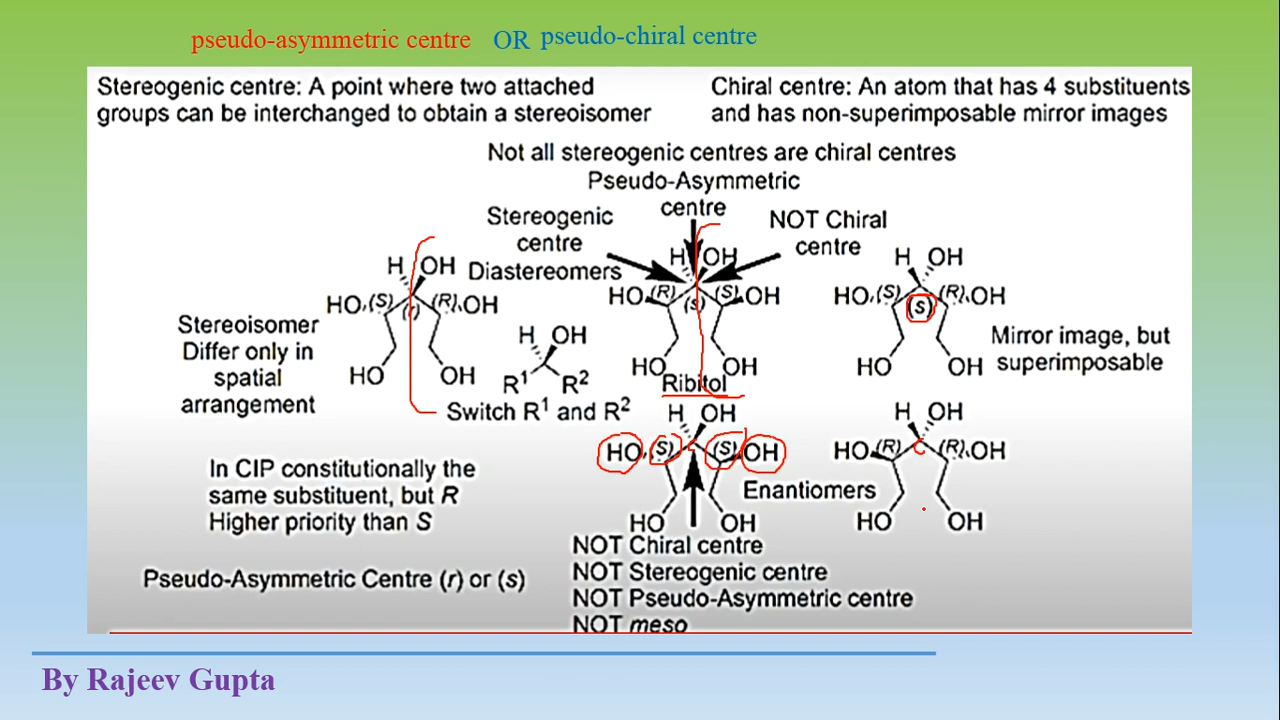 pseudo-asymmetric centre OR pseudo-chiral centre
Stereogenic centre: A point where two attached
groups can be interchanged to obtain a stereoisomer
Chiral centre: An atom that has 4 substituents
and has non-superimposable mirror images
Not all stereogenic centres are chiral centres
Pseudo-Asymmetric
centre
Stereogenic
centre
Diastereomers
NOT Chiral
centre
H OH
HO (S) (R) OH
(r)
HO OH
Stereoisomer
Differ only in
spatial
arrangement
H OH
R¹ R²
Switch R¹ and R²
H OH
HO (R) (S) OH
(s)
HO OH
Ribitol
H OH
HO (S) (R) OH
(s)
HO OH
Mirror image, but
superimposable
In CIP constitutionally the
same substituent, but R
Higher priority than S
Pseudo-Asymmetric Centre (r) or (s)
H OH
HO (S) (S) OH
HO OH
Enantiomers
H OH
HO (R) C (R) OH
HO OH
NOT Chiral centre
NOT Stereogenic centre
NOT Pseudo-Asymmetric centre
NOT meso
By Rajeev Gupta